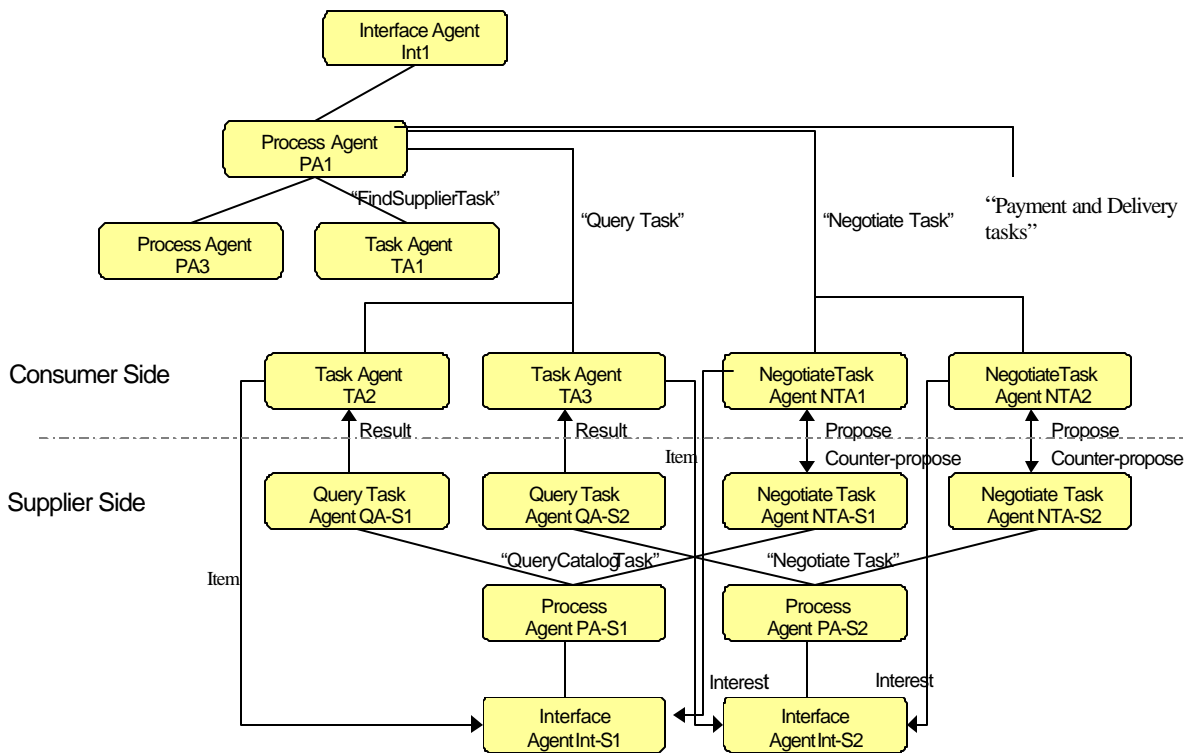 Interface Agent
Int1
Process Agent
PA1
“FindSupplierTask”
“Query Task”
“Negotiate Task”
“Payment and Delivery
tasks”
Process Agent
PA3
Task Agent
TA1
Consumer Side
Task Agent
TA2
Task Agent
TA3
NegotiateTask
Agent NTA1
NegotiateTask
Agent NTA2
Result
Result
Item
Propose
Counter-propose
Propose
Counter-propose
Supplier Side
Query Task
Agent QA-S1
Query Task
Agent QA-S2
Negotiate Task
Agent NTA-S1
Negotiate Task
Agent NTA-S2
Item
“QueryCatalogTask”
“Negotiate Task”
Process
Agent PA-S1
Process
Agent PA-S2
Interest
Interest
Interface
AgentInt-S1
Interface
AgentInt-S2